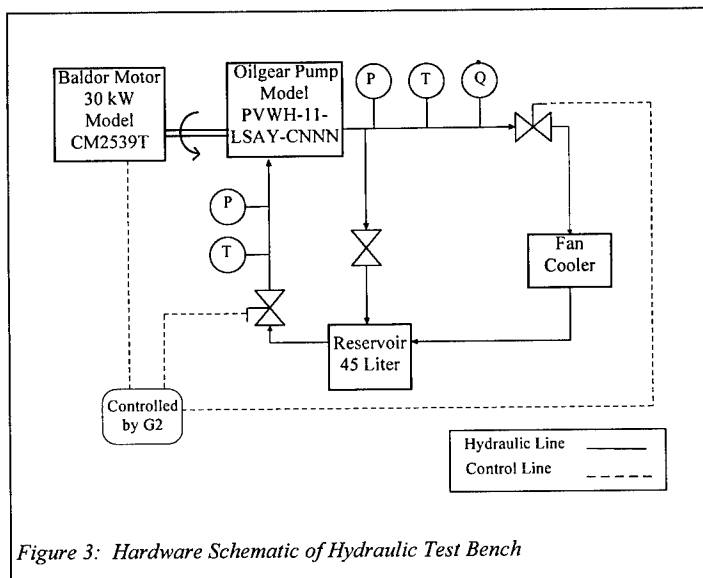 Baldor Motor
30 kW
Model
CM2539T
Oilgear Pump
Model
PVWH-11-
LSAY-CNNN
P
T
Q
P
T
Fan
Cooler
Reservoir
45 Liter
Controlled
by G2
Hydraulic Line
Control Line
Figure 3: Hardware Schematic of Hydraulic Test Bench